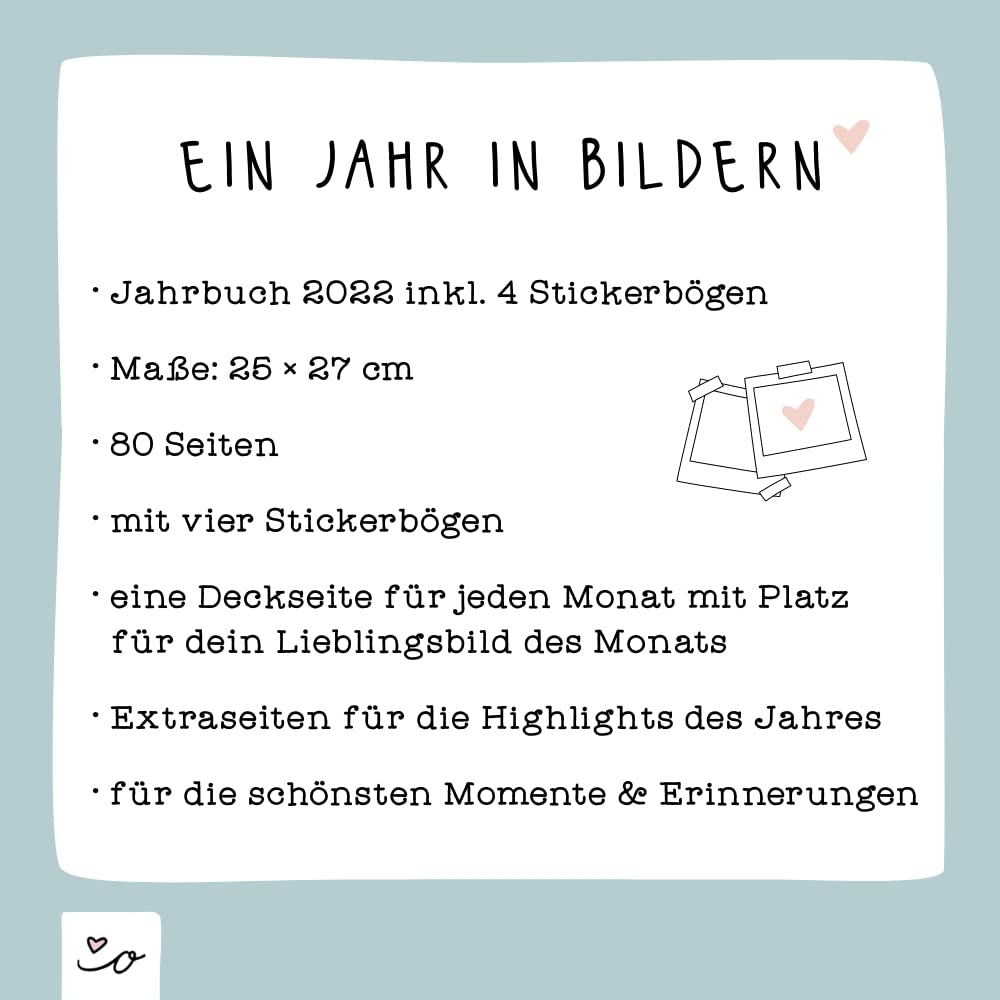 EIN JAHR IN BILDERN
· Jahrbuch 2022 inkl. 4 Stickerbögen
· Maße: 25 × 27 cm
· 80 Seiten
· mit vier Stickerbögen
· eine Deckseite für jeden Monat mit Platz
für dein Lieblingsbild des Monats
· Extraseiten für die Highlights des Jahres
· für die schönsten Momente & Erinnerungen